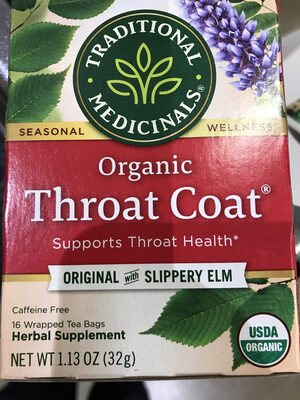 TRADITIONAL
MEDICINALS®
SEASONAL WELLNESS
Organic
Throat Coat®
Supports Throat Health*
ORIGINAL with SLIPPERY ELM
Caffeine Free
16 Wrapped Tea Bags
Herbal Supplement
NET WT 1.13 OZ (32g)
USDA
ORGANIC